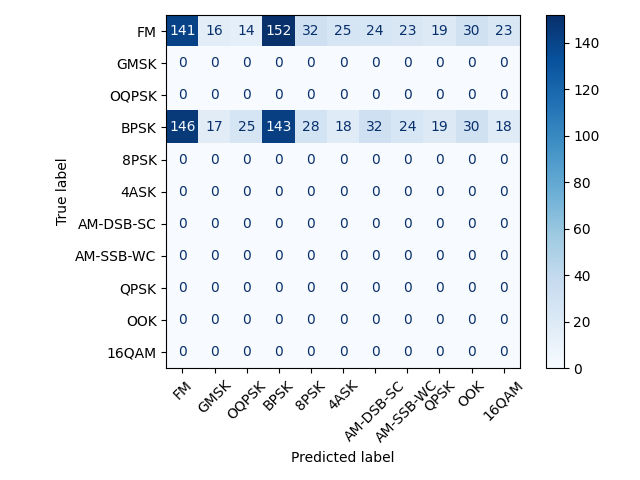 FM 141 16 14 152 32 25 24 23 19 30 23
GMSK 0 0 0 0 0 0 0 0 0 0 0
OQPSK 0 0 0 0 0 0 0 0 0 0 0
BPSK 146 17 25 143 28 18 32 24 19 30 18
8PSK 0 0 0 0 0 0 0 0 0 0 0
4ASK 0 0 0 0 0 0 0 0 0 0 0
AM-DSB-SC 0 0 0 0 0 0 0 0 0 0 0
AM-SSB-WC 0 0 0 0 0 0 0 0 0 0 0
QPSK 0 0 0 0 0 0 0 0 0 0 0
OOK 0 0 0 0 0 0 0 0 0 0 0
16QAM 0 0 0 0 0 0 0 0 0 0 0
True label
FM GMSK OQPSK BPSK 8PSK 4ASK AM-DSB-SC AM-SSB-WC QPSK OOK 16QAM
Predicted label
140
120
100
80
60
40
20
0